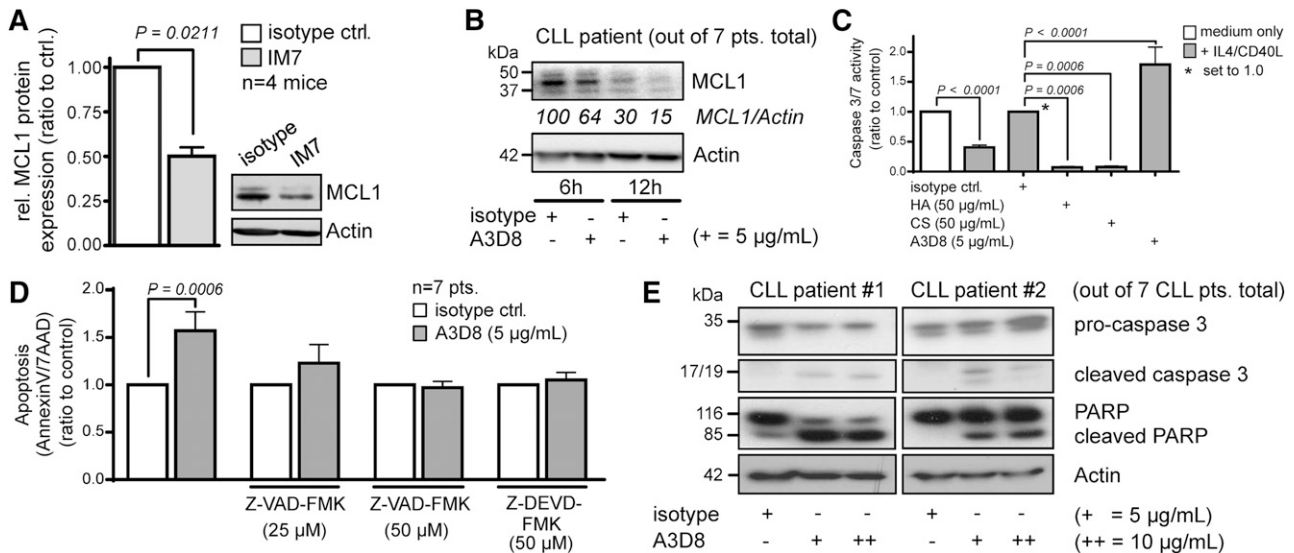 A
P = 0.0211
isotype ctrl.
IM7
n=4 mice
rel. MCL1 protein
expression (ratio to ctrl.)
1.00
0.75
0.50
0.25
0.00
isotype
IM7
MCL1
Actin
B
CLL patient (out of 7 pts. total)
kDa
50
37
MCL1
100 64 30 15 MCL1/Actin
42
Actin
6h 12h
isotype + - + -
A3D8 - + - + (+ = 5 µg/mL)
C
medium only
+ IL4/CD40L
* set to 1.0
Caspase 3/7 activity
(ratio to control)
2.0
1.5
1.0
0.5
0.0
P < 0.0001
P < 0.0001
P = 0.0006
P = 0.0006
*
isotype ctrl. +
HA (50 µg/mL) +
CS (50 µg/mL) +
A3D8 (5 µg/mL) +
D
Apoptosis
(AnnexinV/7AAD)
(ratio to control)
2.0
1.5
1.0
0.5
0.0
P = 0.0006
n=7 pts.
isotype ctrl.
A3D8 (5 µg/mL)
Z-VAD-FMK
(25 µM)
Z-VAD-FMK
(50 µM)
Z-DEVD-
FMK
(50 µM)
E
kDa
CLL patient #1 CLL patient #2 (out of 7 CLL pts. total)
35
pro-caspase 3
17/19
cleaved caspase 3
116
PARP
85
cleaved PARP
42
Actin
isotype + + (+ = 5 µg/mL)
A3D8 - + ++ - + ++ (++ = 10 µg/mL)